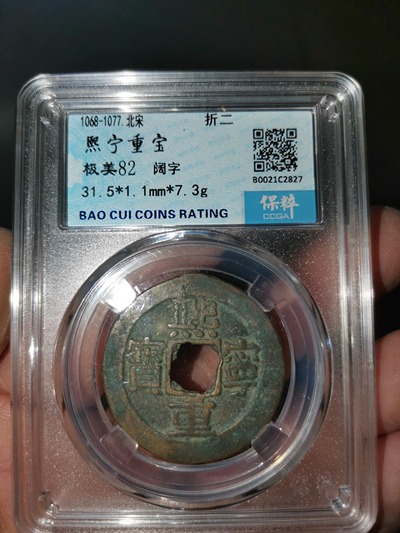 1068-1077.北宋 折二
熙宁重宝
极美82 阔字
31.5*1.1mm*7.3g
B0021C2827
BAO CUI COINS RATING
保粹
CCGA
熙寧重寶